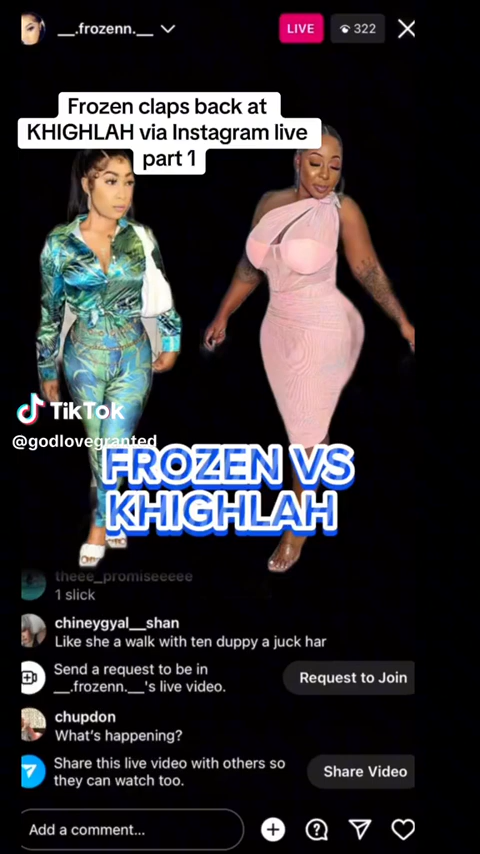 __.frozenn.__
LIVE
322
Frozen claps back at
KHIGHLAH via Instagram live
part 1
TikTok
@godlovegranted
FROZEN VS
KHIGHLAH
theee_promiseeeee
1 slick
chineygyal__shan
Like she a walk with ten duppy a juck har
Send a request to be in
__.frozenn.__'s live video.
Request to Join
chupdon
What's happening?
Share this live video with others so
they can watch too.
Share Video
Add a comment...